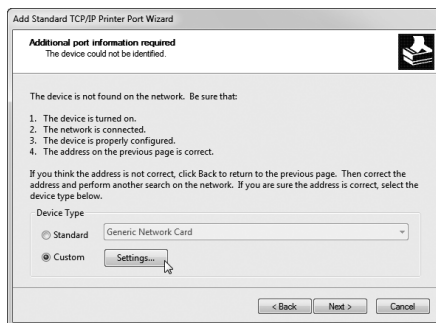 Add Standard TCP/IP Printer Port Wizard
Additional port information required
The device could not be identified.
The device is not found on the network.  Be sure that:
1.  The device is turned on.
2.  The network is connected.
3.  The device is properly configured.
4.  The address on the previous page is correct.
If you think the address is not correct, click Back to return to the previous page.  Then correct the
address and perform another search on the network.  If you are sure the address is correct, select the
device type below.
Device Type
Standard
Generic Network Card
Custom
Settings...
< Back
Next >
Cancel